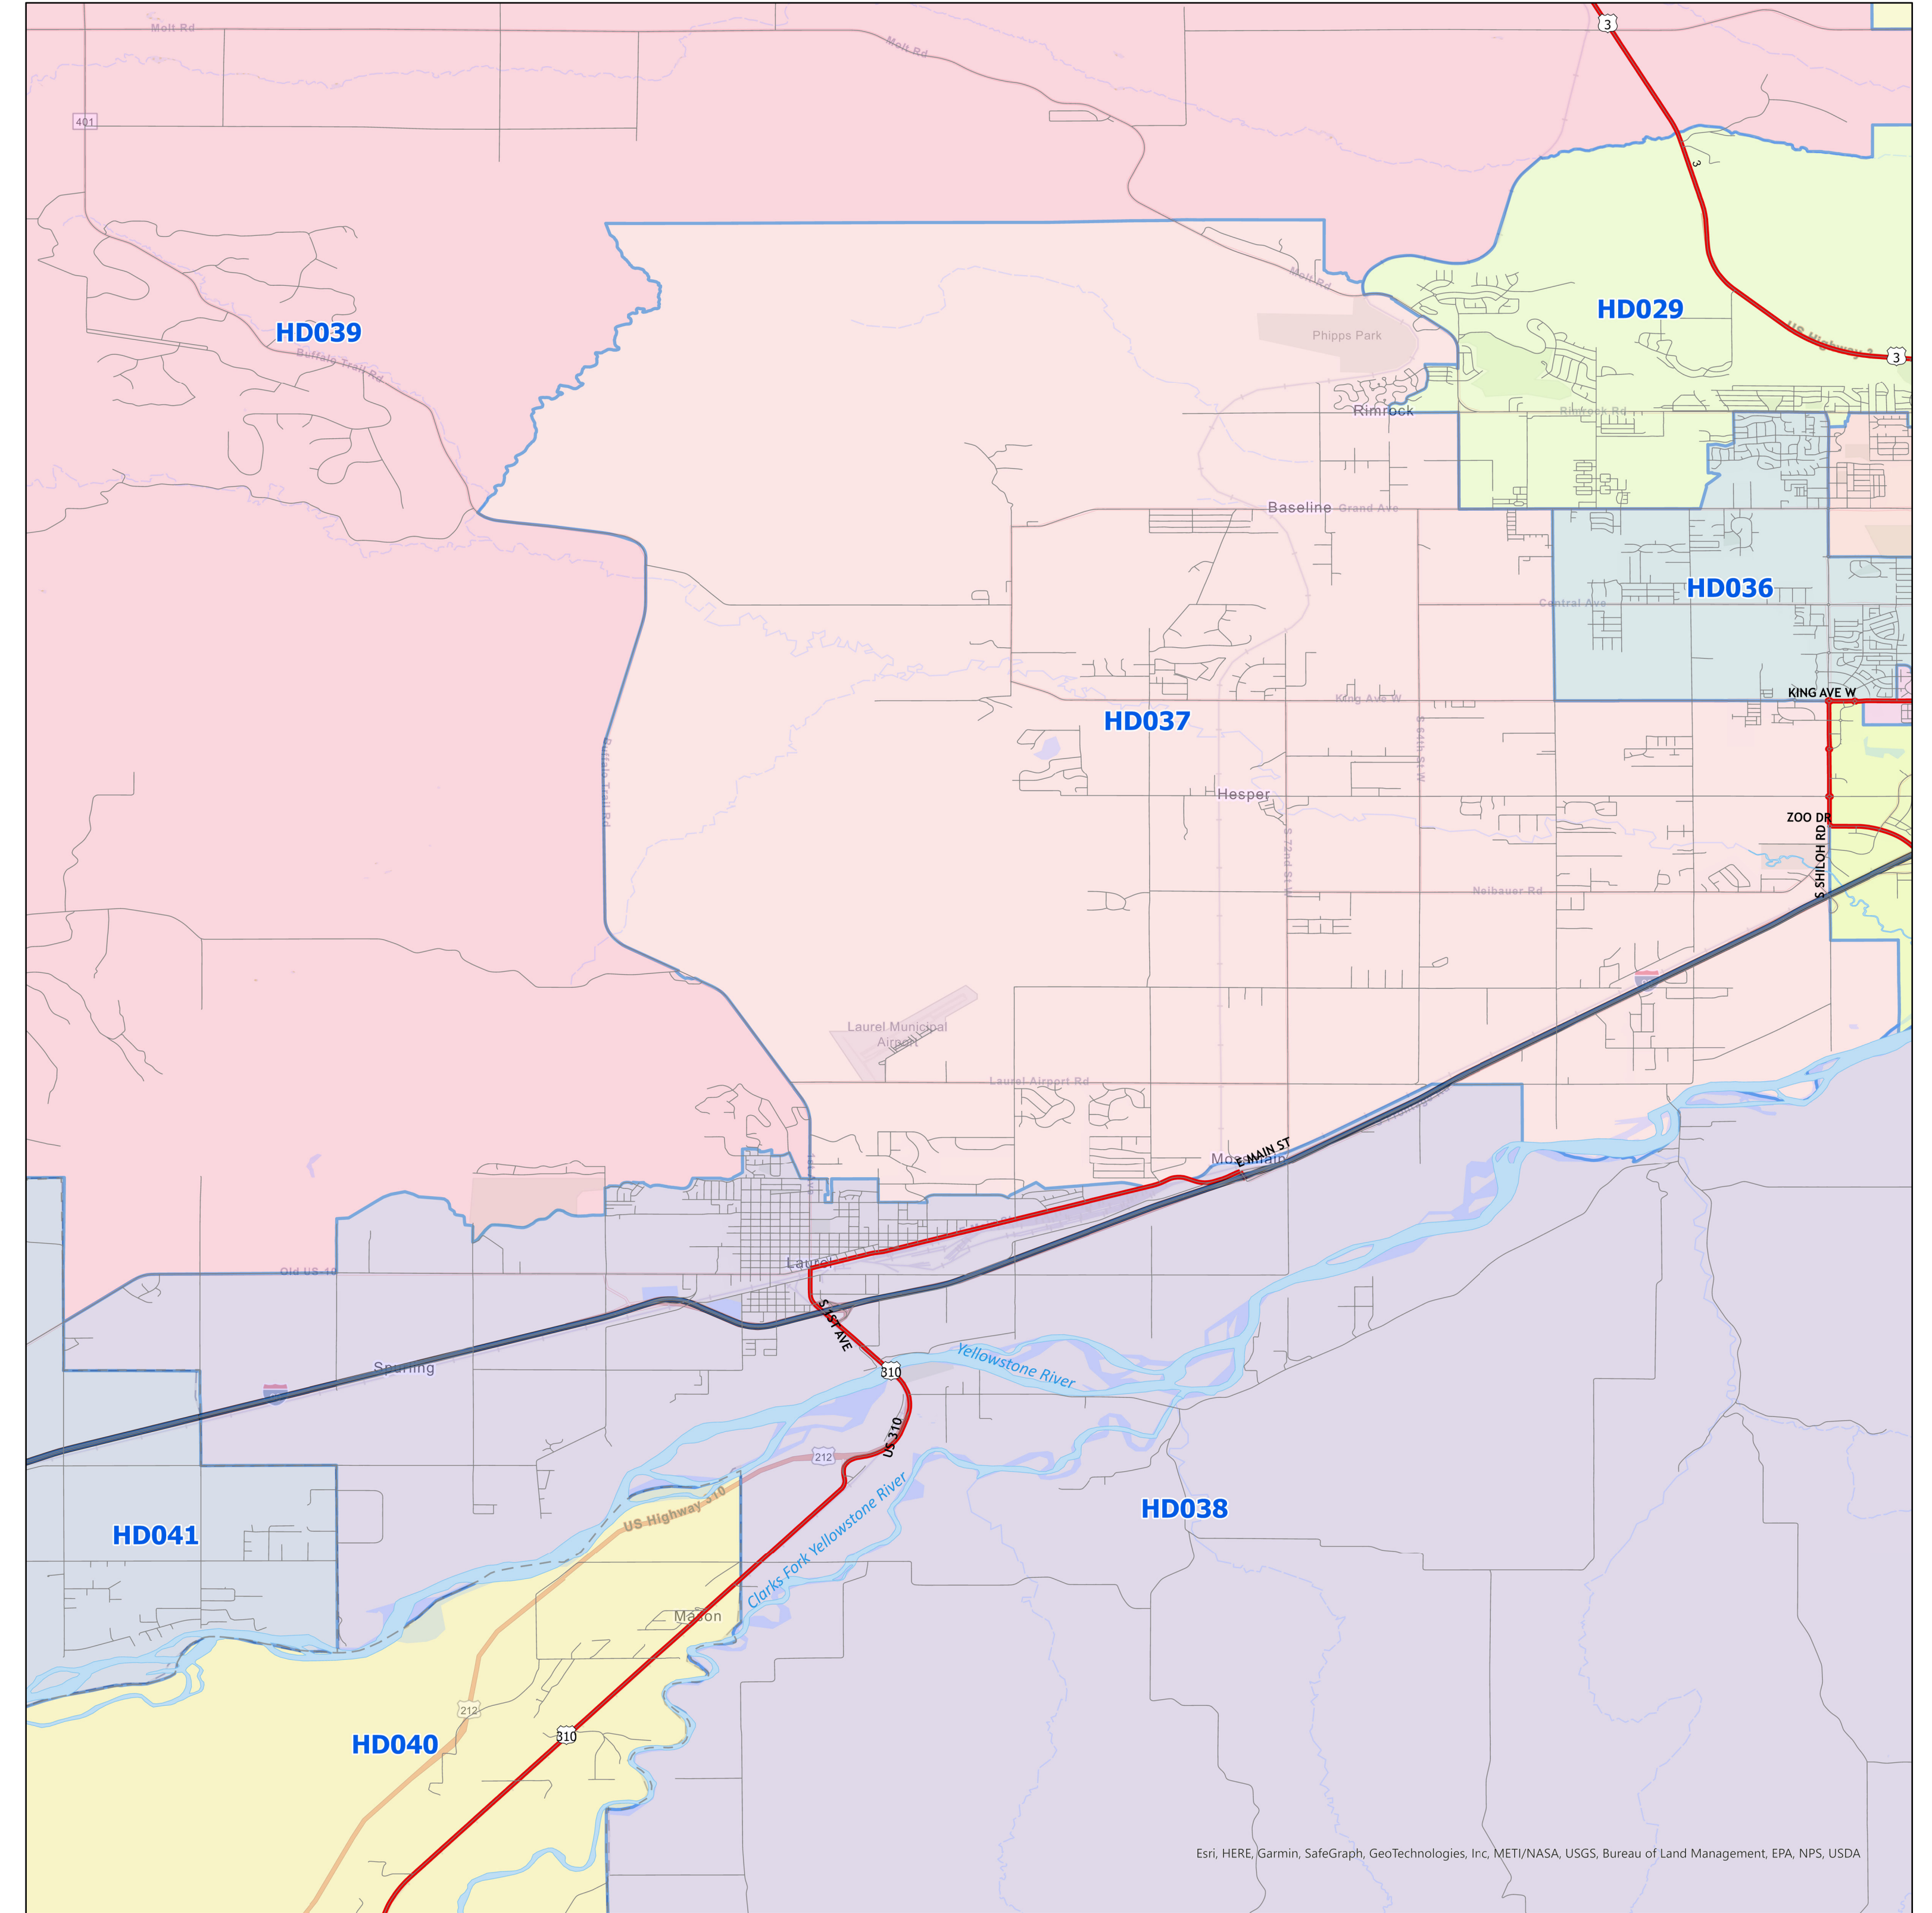 Molt Rd
3
Molt Rd
401
3
Molt Rd
HD029
HD039
Phipps Park
US Highway 3
3
Buffalo Trail Rd
Rimrock
Rimrock Rd
Baseline
Grand Ave
HD036
Central Ave
KING AVE W
King Ave W
HD037
S 64th St W
Buffalo Trail Rd
Hesper
ZOO DR
S SHILOH RD
S 72nd St W
Neibauer Rd
Laurel Municipal
Airport
Laurel Airport Rd
E MAIN ST
Laurel
Old US-10
S 1ST AVE
Yellowstone River
Spurling
310
US 310
212
Clarks Fork Yellowstone River
US Highway 310
HD038
HD041
Mason
212
310
HD040
Esri, HERE, Garmin, SafeGraph, GeoTechnologies, Inc, METI/NASA, USGS, Bureau of Land Management, EPA, NPS, USDA